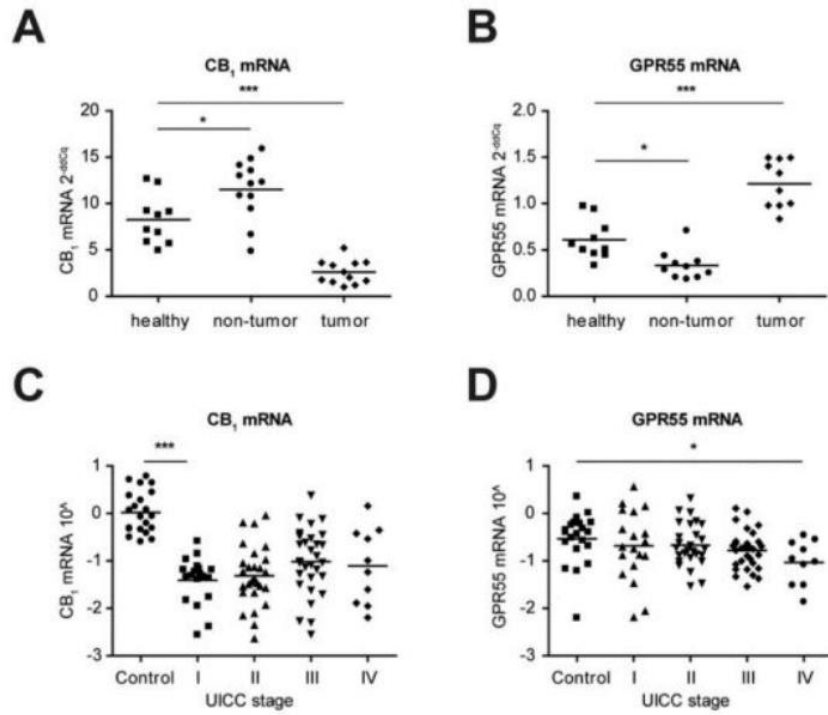 A
CB₁ mRNA
***
*
CB₁ mRNA 2⁻ᵈᵈᶜq
20
15
10
5
0
healthy non-tumor tumor
B
GPR55 mRNA
***
*
GPR55 mRNA 2⁻ᵈᵈᶜq
2.0
1.5
1.0
0.5
0.0
healthy non-tumor tumor
C
CB₁ mRNA
***
CB₁ mRNA 10^
1
0
-1
-2
-3
Control I II III IV
UICC stage
D
GPR55 mRNA
*
GPR55 mRNA 10^
1
0
-1
-2
-3
Control I II III IV
UICC stage